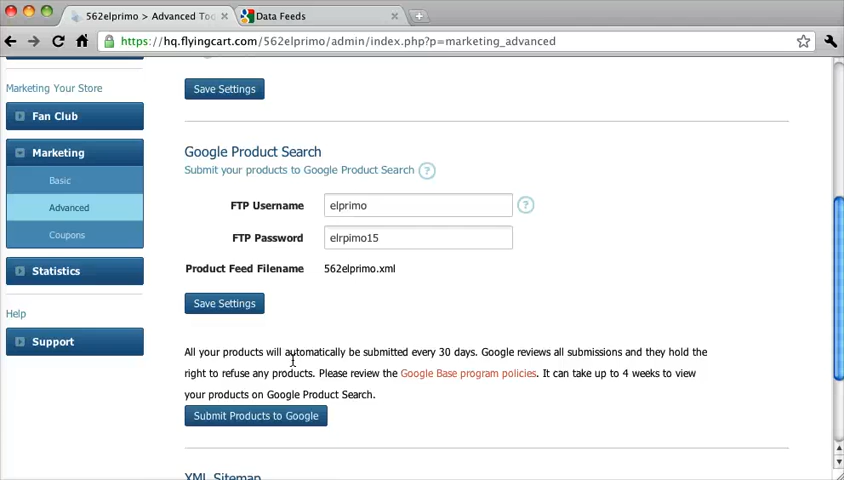 562elprimo > Advanced Too
Data Feeds
https://hq.flyingcart.com/562elprimo/admin/index.php?p=marketing_advanced
Marketing Your Store
Fan Club
Marketing
Basic
Advanced
Coupons
Statistics
Help
Support
Save Settings
Google Product Search
Submit your products to Google Product Search ?
FTP Username elprimo ?
FTP Password elrpimo15
Product Feed Filename 562elprimo.xml
Save Settings
All your products will automatically be submitted every 30 days. Google reviews all submissions and they hold the
right to refuse any products. Please review the Google Base program policies. It can take up to 4 weeks to view
your products on Google Product Search.
Submit Products to Google
XML Sitemap